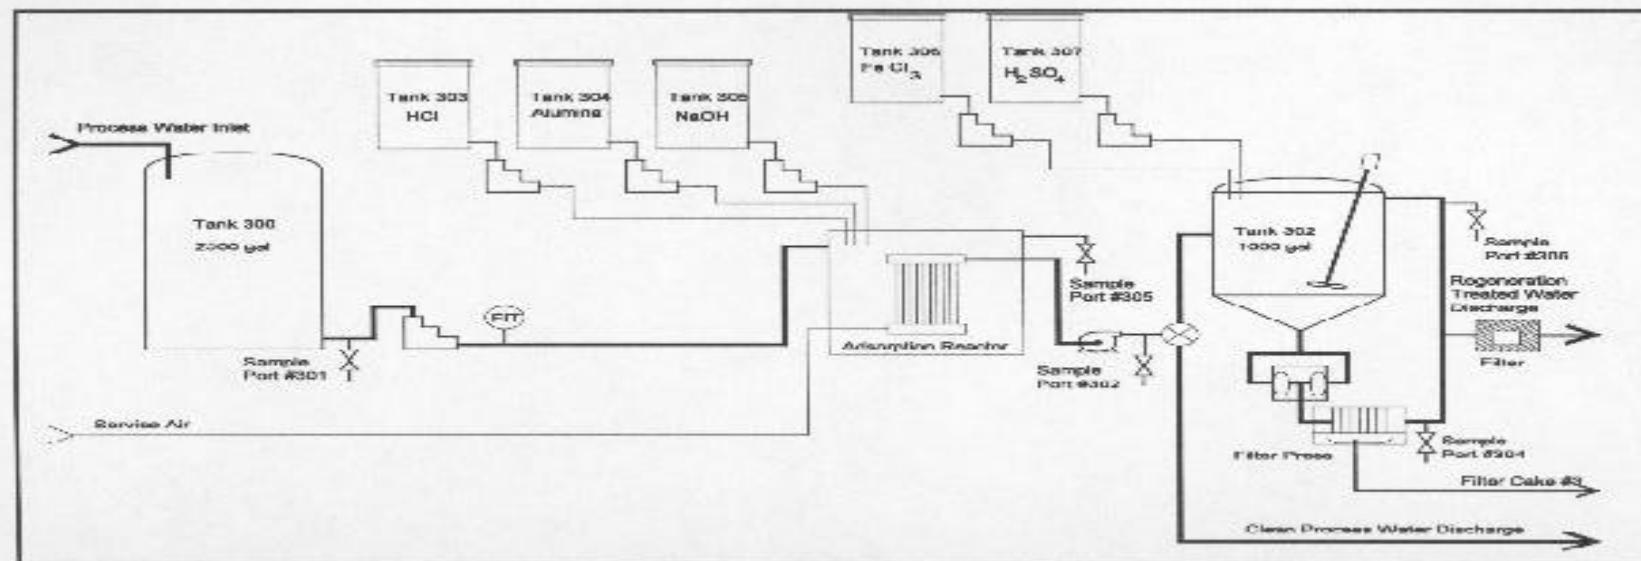 Tank 306
Fe Cl3
Tank 307
H2SO4
Tank 303
HCl
Tank 304
Alumina
Tank 305
NaOH
Process Water Inlet
Tank 300
gal
Tank 302
1000 gal
Sample
Port #306
Sample
Port #305
Regeneration
Treated Water
Discharge
FIT
Adsorption Reactor
Sample
Port #301
Sample
Port #302
Filter
Service Air
Filter Press
Sample
Port #304
Filter Cake #3
Clean Process Water Discharge